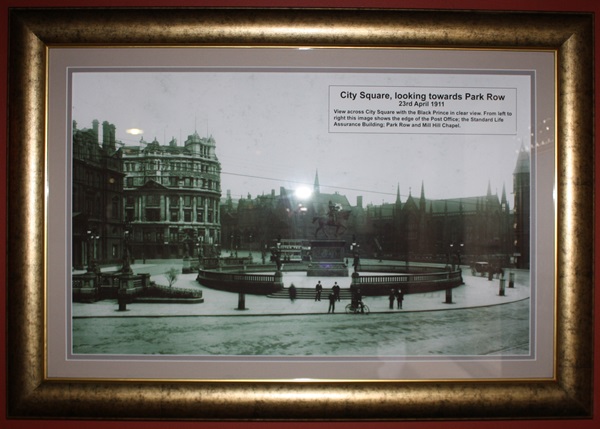 City Square, looking towards Park Row
23rd April 1911
View across City Square with the Black Prince in clear view. From left to
right this image shows the edge of the Post Office; the Standard Life
Assurance Building; Park Row and Mill Hill Chapel.